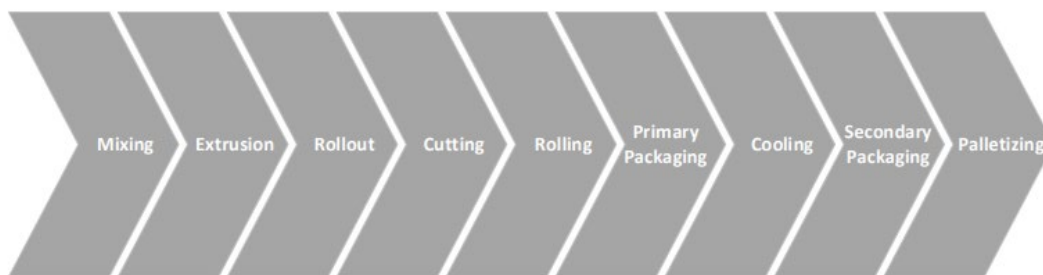 Mixing
Extrusion
Rollout
Cutting
Rolling
Primary
Packaging
Cooling
Secondary
Packaging
Palletizing